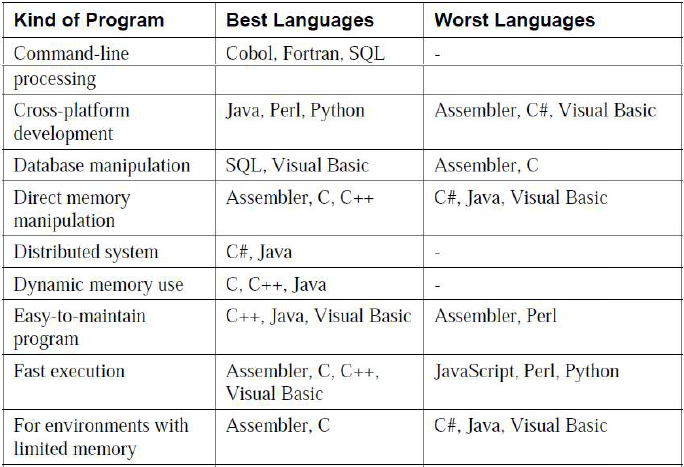 Kind of Program Best Languages Worst Languages
Command-line Cobol, Fortran, SQL -
processing
Cross-platform Java, Perl, Python Assembler, C#, Visual Basic
development
Database manipulation SQL, Visual Basic Assembler, C
Direct memory Assembler, C, C++ C#, Java, Visual Basic
manipulation
Distributed system C#, Java -
Dynamic memory use C, C++, Java -
Easy-to-maintain C++, Java, Visual Basic Assembler, Perl
program
Fast execution Assembler, C, C++, JavaScript, Perl, Python
Visual Basic
For environments with Assembler, C C#, Java, Visual Basic
limited memory